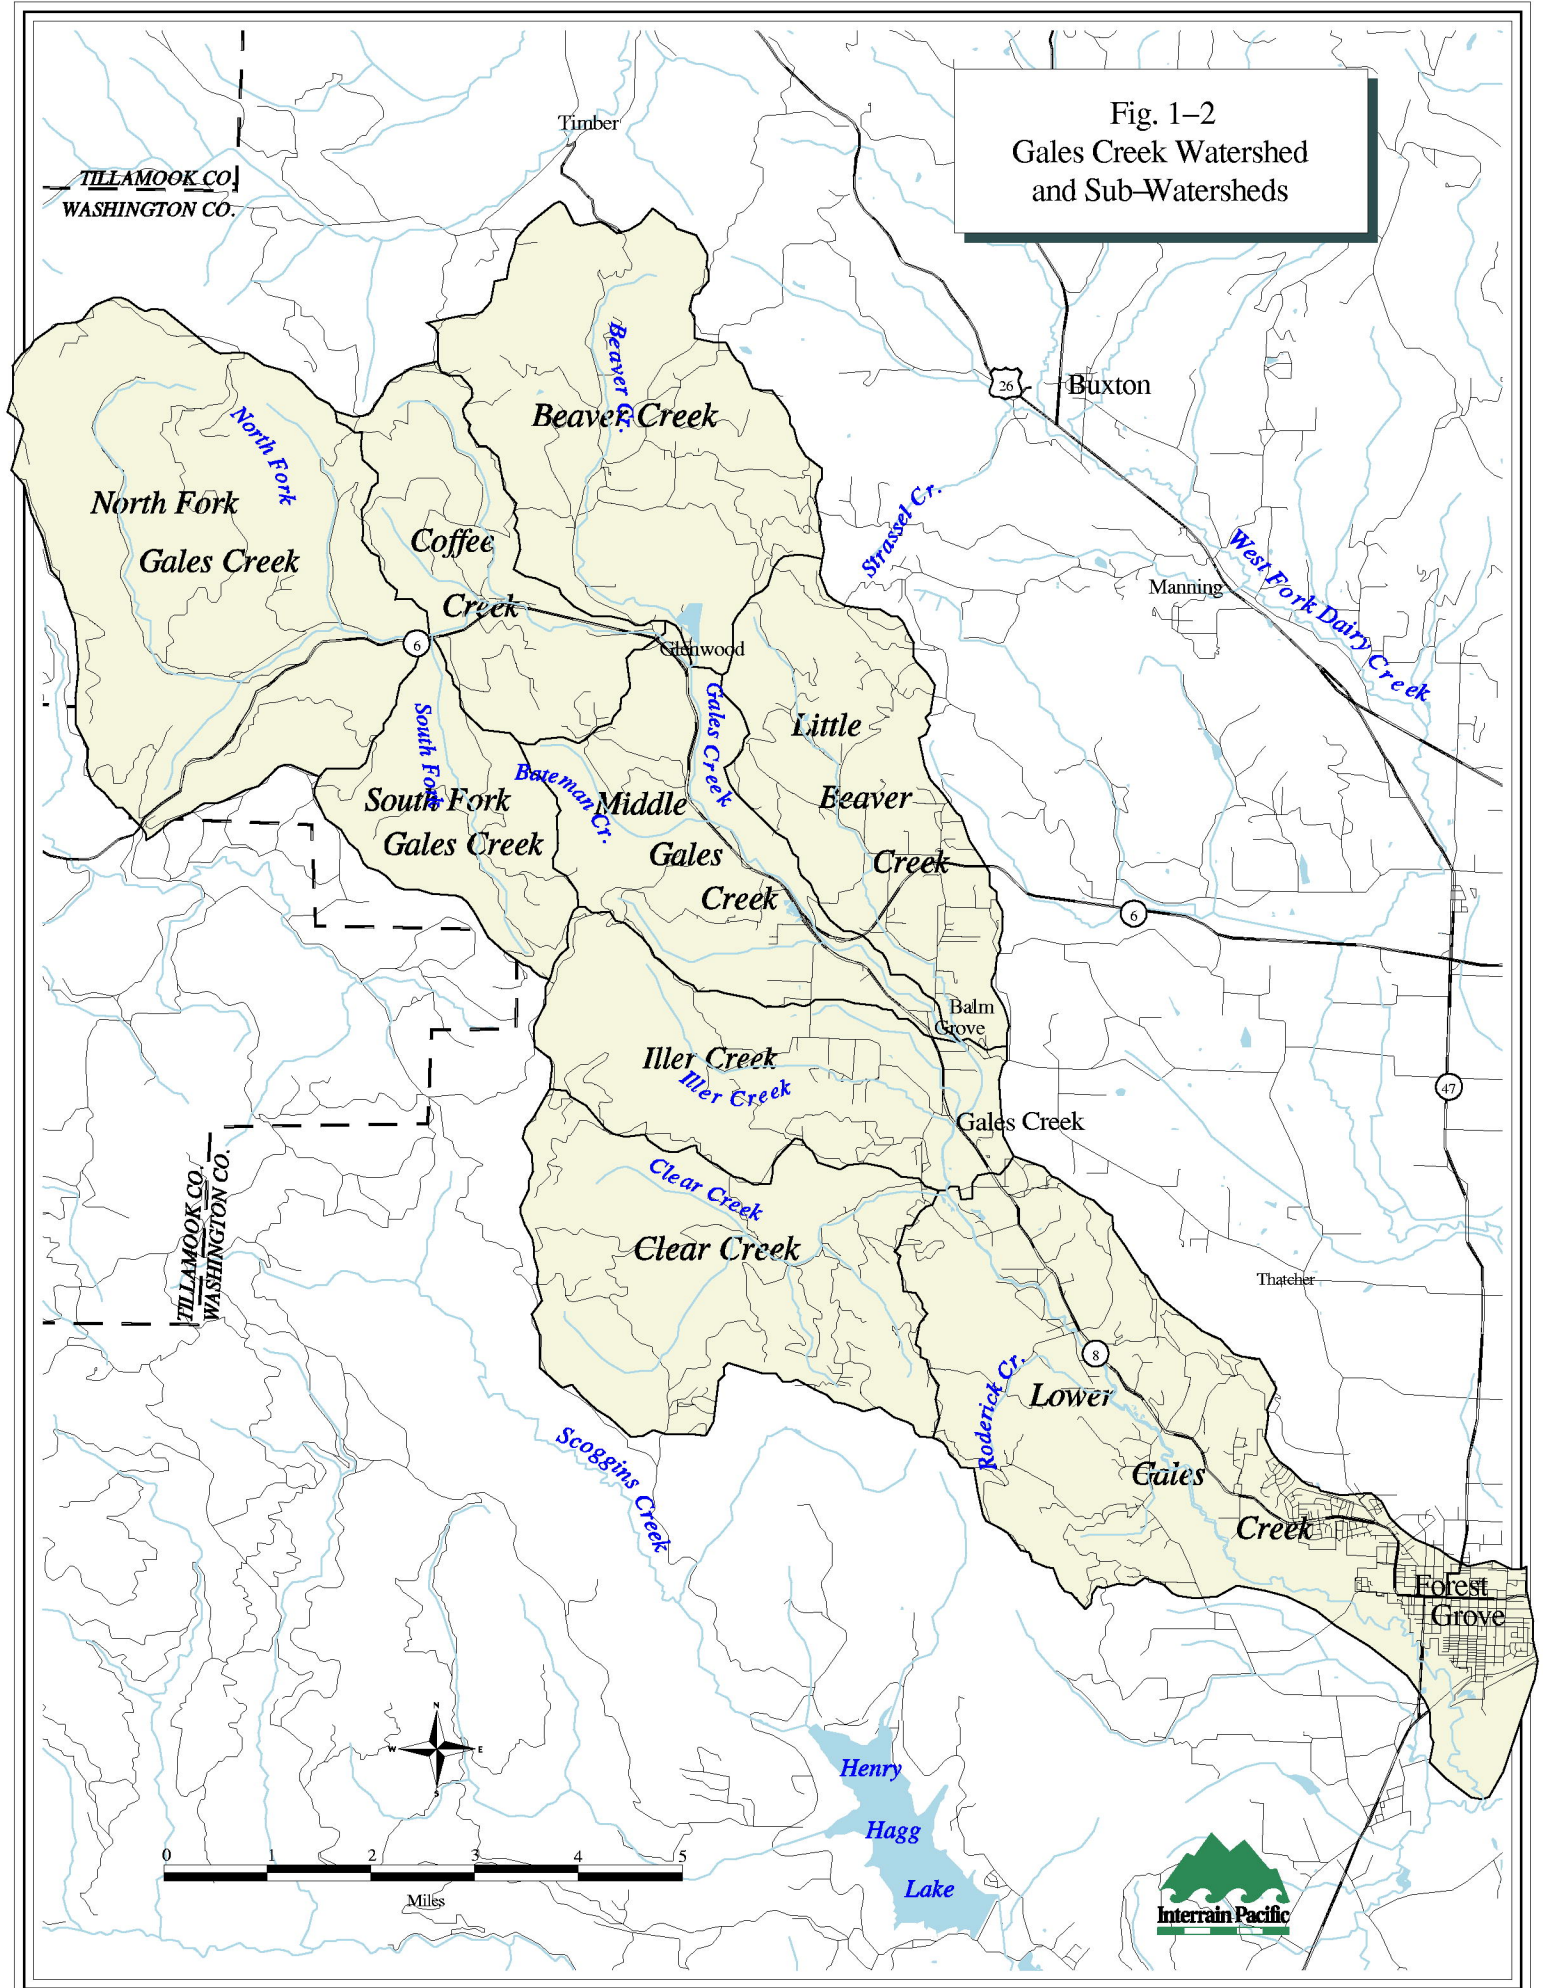 Fig. 1–2
Gales Creek Watershed
and Sub–Watersheds
Timber
TILLAMOOK CO.
WASHINGTON CO.
Beaver Cr.
Beaver Creek
26
Buxton
North Fork
North Fork
Gales Creek
Strassel Cr.
Coffee
Creek
West Fork Dairy Creek
Manning
6
Glenwood
Gales Creek
South Fork
Little
Beaver
Creek
Bateman Cr.
South Fork
Gales Creek
Middle
Gales
Creek
6
Balm
Grove
Iller Creek
Iller Creek
47
Gales Creek
Clear Creek
Clear Creek
TILLAMOOK CO.
WASHINGTON CO.
Thatcher
8
Roderick Cr.
Lower
Gales
Creek
Scoggins Creek
Forest
Grove
N
W
E
S
Henry
Hagg
Lake
0 1 2 3 4 5
Miles
Interrain Pacific